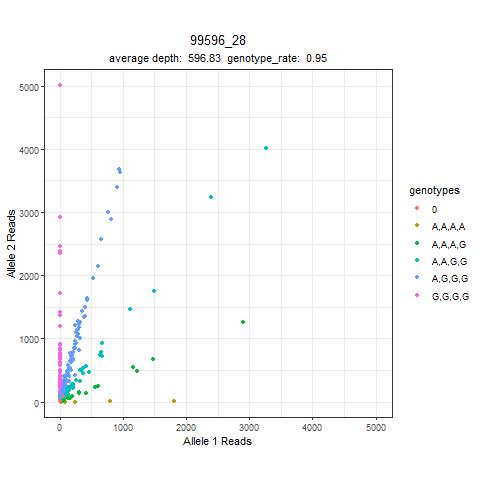 99596_28
average depth:  596.83  genotype_rate:  0.95
5000
4000
3000
2000
1000
0
Allele 2 Reads
0 1000 2000 3000 4000 5000
Allele 1 Reads
genotypes
0
A,A,A,A
A,A,A,G
A,A,G,G
A,G,G,G
G,G,G,G